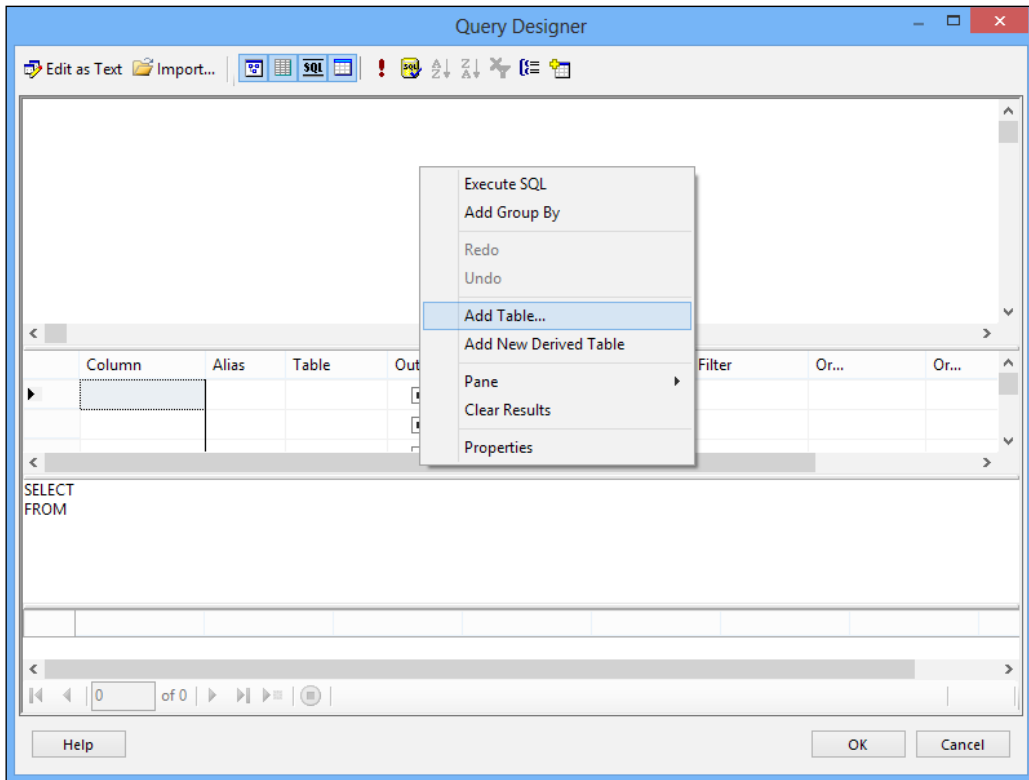 Query Designer
Edit as Text Import... SQL
Execute SQL
Add Group By
Redo
Undo
Add Table...
Add New Derived Table
Pane
Clear Results
Properties
Column Alias Table Out Filter Or... Or...
SELECT
FROM
0 of 0
Help OK Cancel